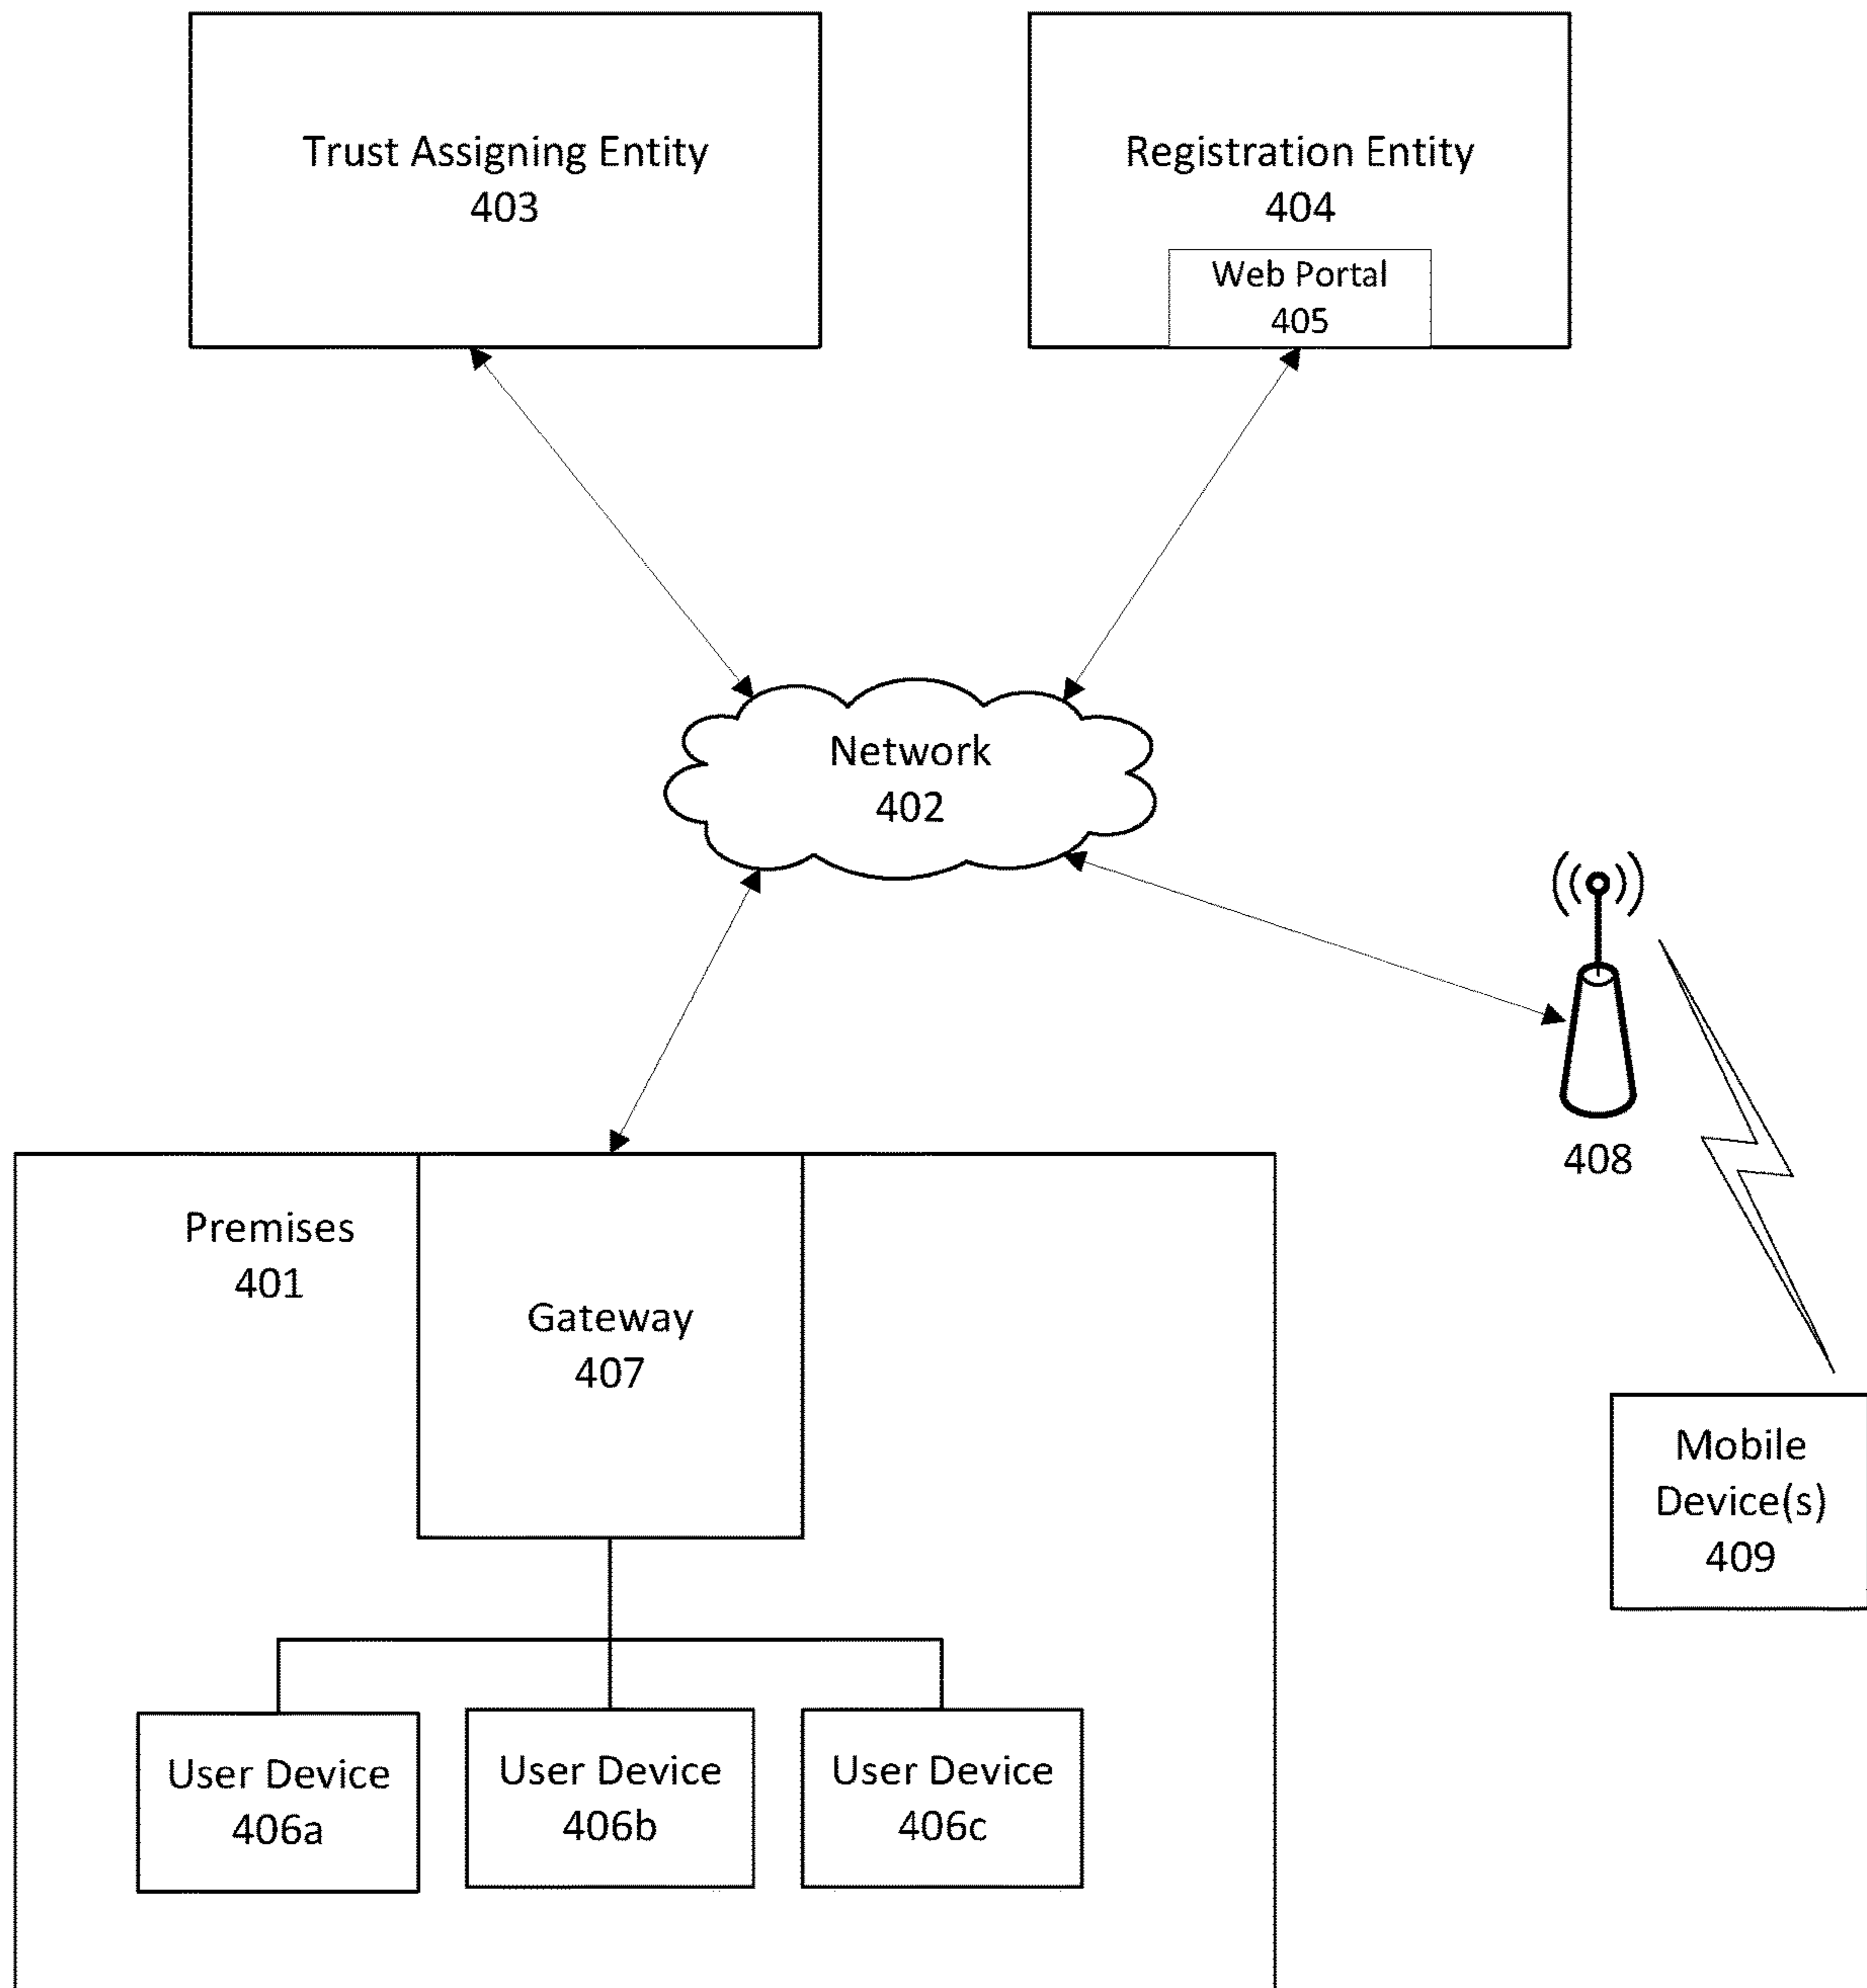 Trust Assigning Entity
403
Registration Entity
404
Web Portal
405
Network
402
408
Premises
401
Gateway
407
Mobile
Device(s)
409
User Device
406a
User Device
406b
User Device
406c